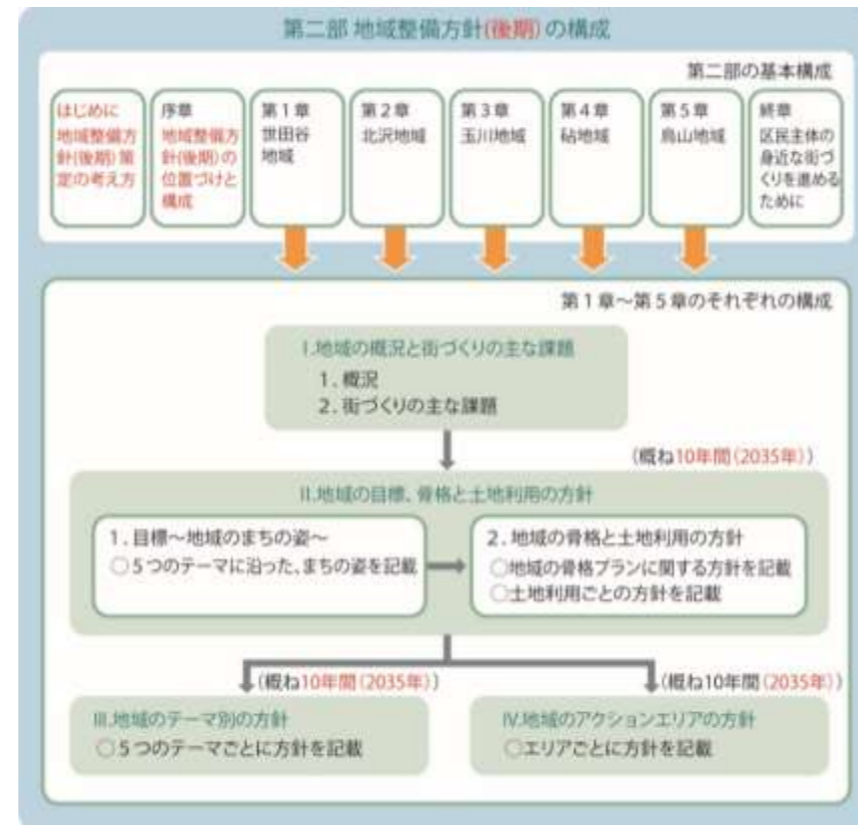 第二部 地域整備方針(後期)の構成
第二部の基本構成
はじめに
地域整備方
針(後期)策
定の考え方
序章
地域整備方
針(後期)の
位置づけと
構成
第1章
世田谷
地域
第2章
北沢地域
第3章
玉川地域
第4章
砧地域
第5章
烏山地域
終章
区民主体の
身近な街づ
くりを進める
ために
第1章~第5章のそれぞれの構成
I.地域の概況と街づくりの主な課題
1.概況
2.街づくりの主な課題
(概ね10年間(2035年))
II.地域の目標、骨格と土地利用の方針
1.目標~地域のまちの姿~
○5つのテーマに沿った、まちの姿を記載
2.地域の骨格と土地利用の方針
○地域の骨格プランに関する方針を記載
○土地利用ごとの方針を記載
(概ね10年間(2035年))
(概ね10年間(2035年))
III.地域のテーマ別の方針
○5つのテーマごとに方針を記載
IV.地域のアクションエリアの方針
○エリアごとに方針を記載